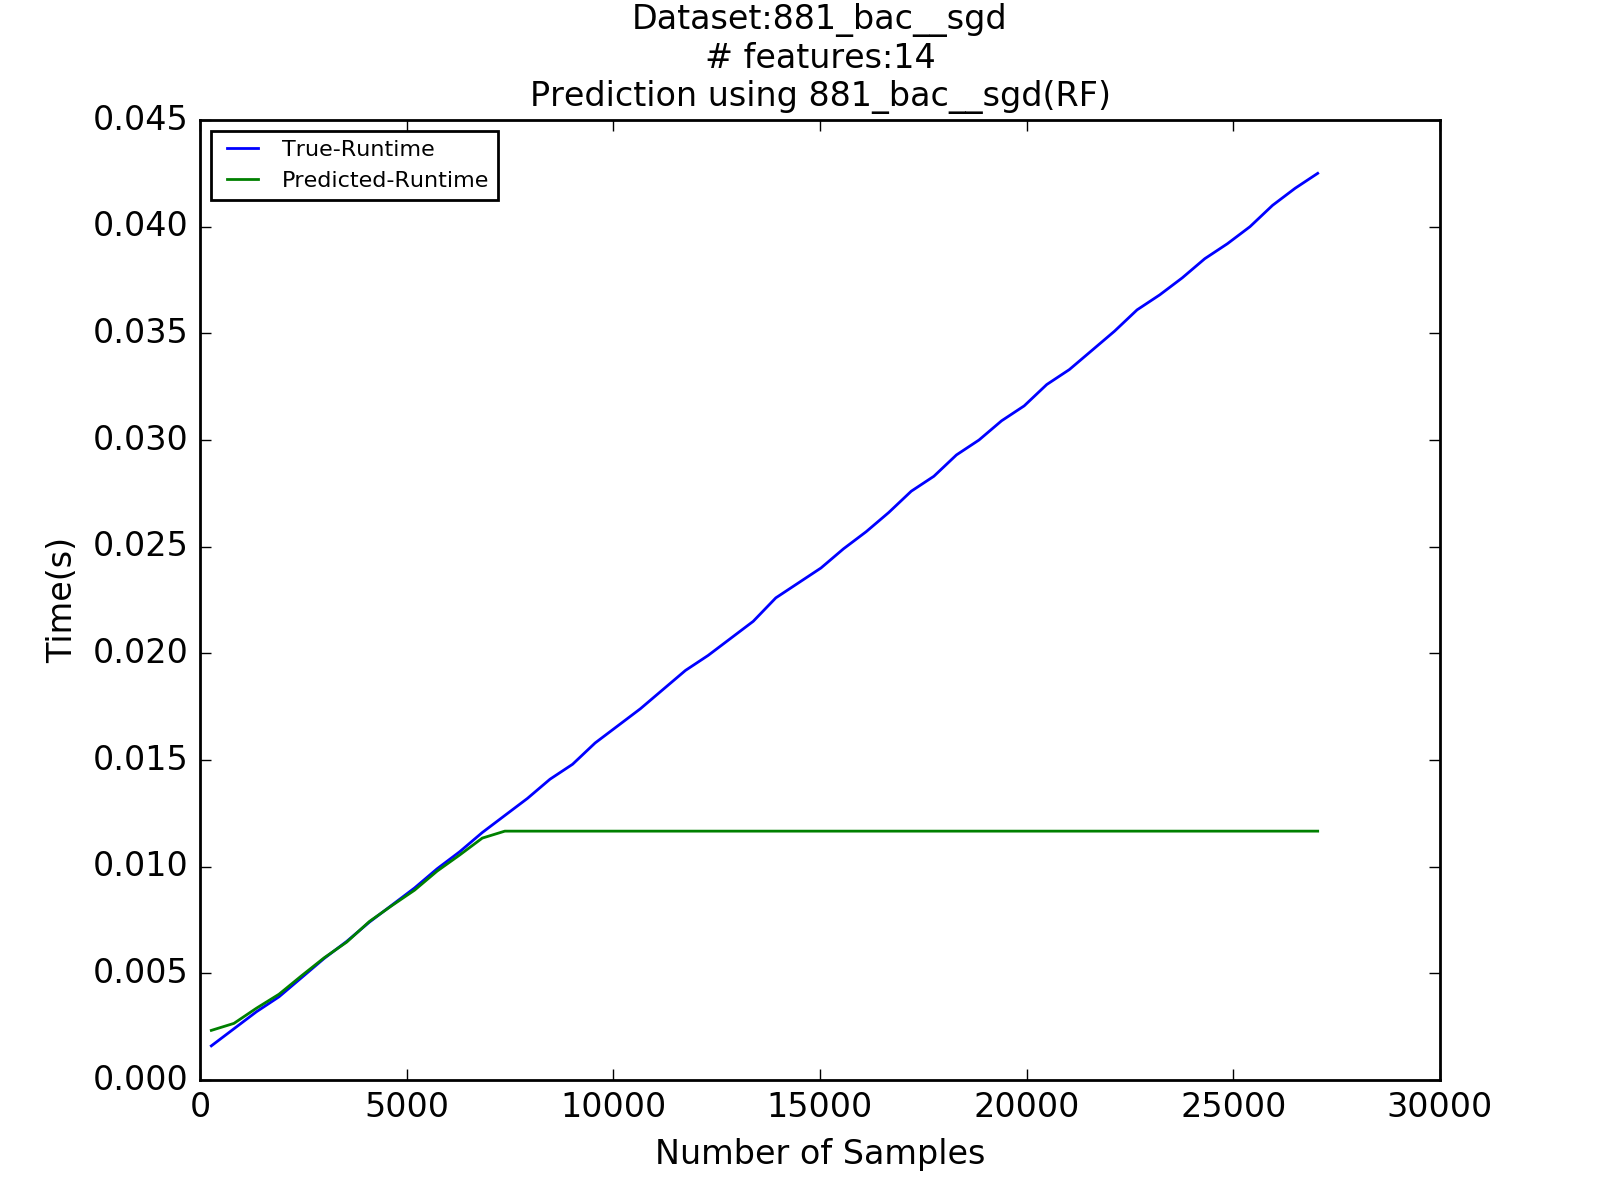 Dataset:881_bac__sgd
# features:14
Prediction using 881_bac__sgd(RF)
True-Runtime
Predicted-Runtime
0.045
0.040
0.035
0.030
0.025
0.020
0.015
0.010
0.005
0.000
Time(s)
0 5000 10000 15000 20000 25000 30000
Number of Samples